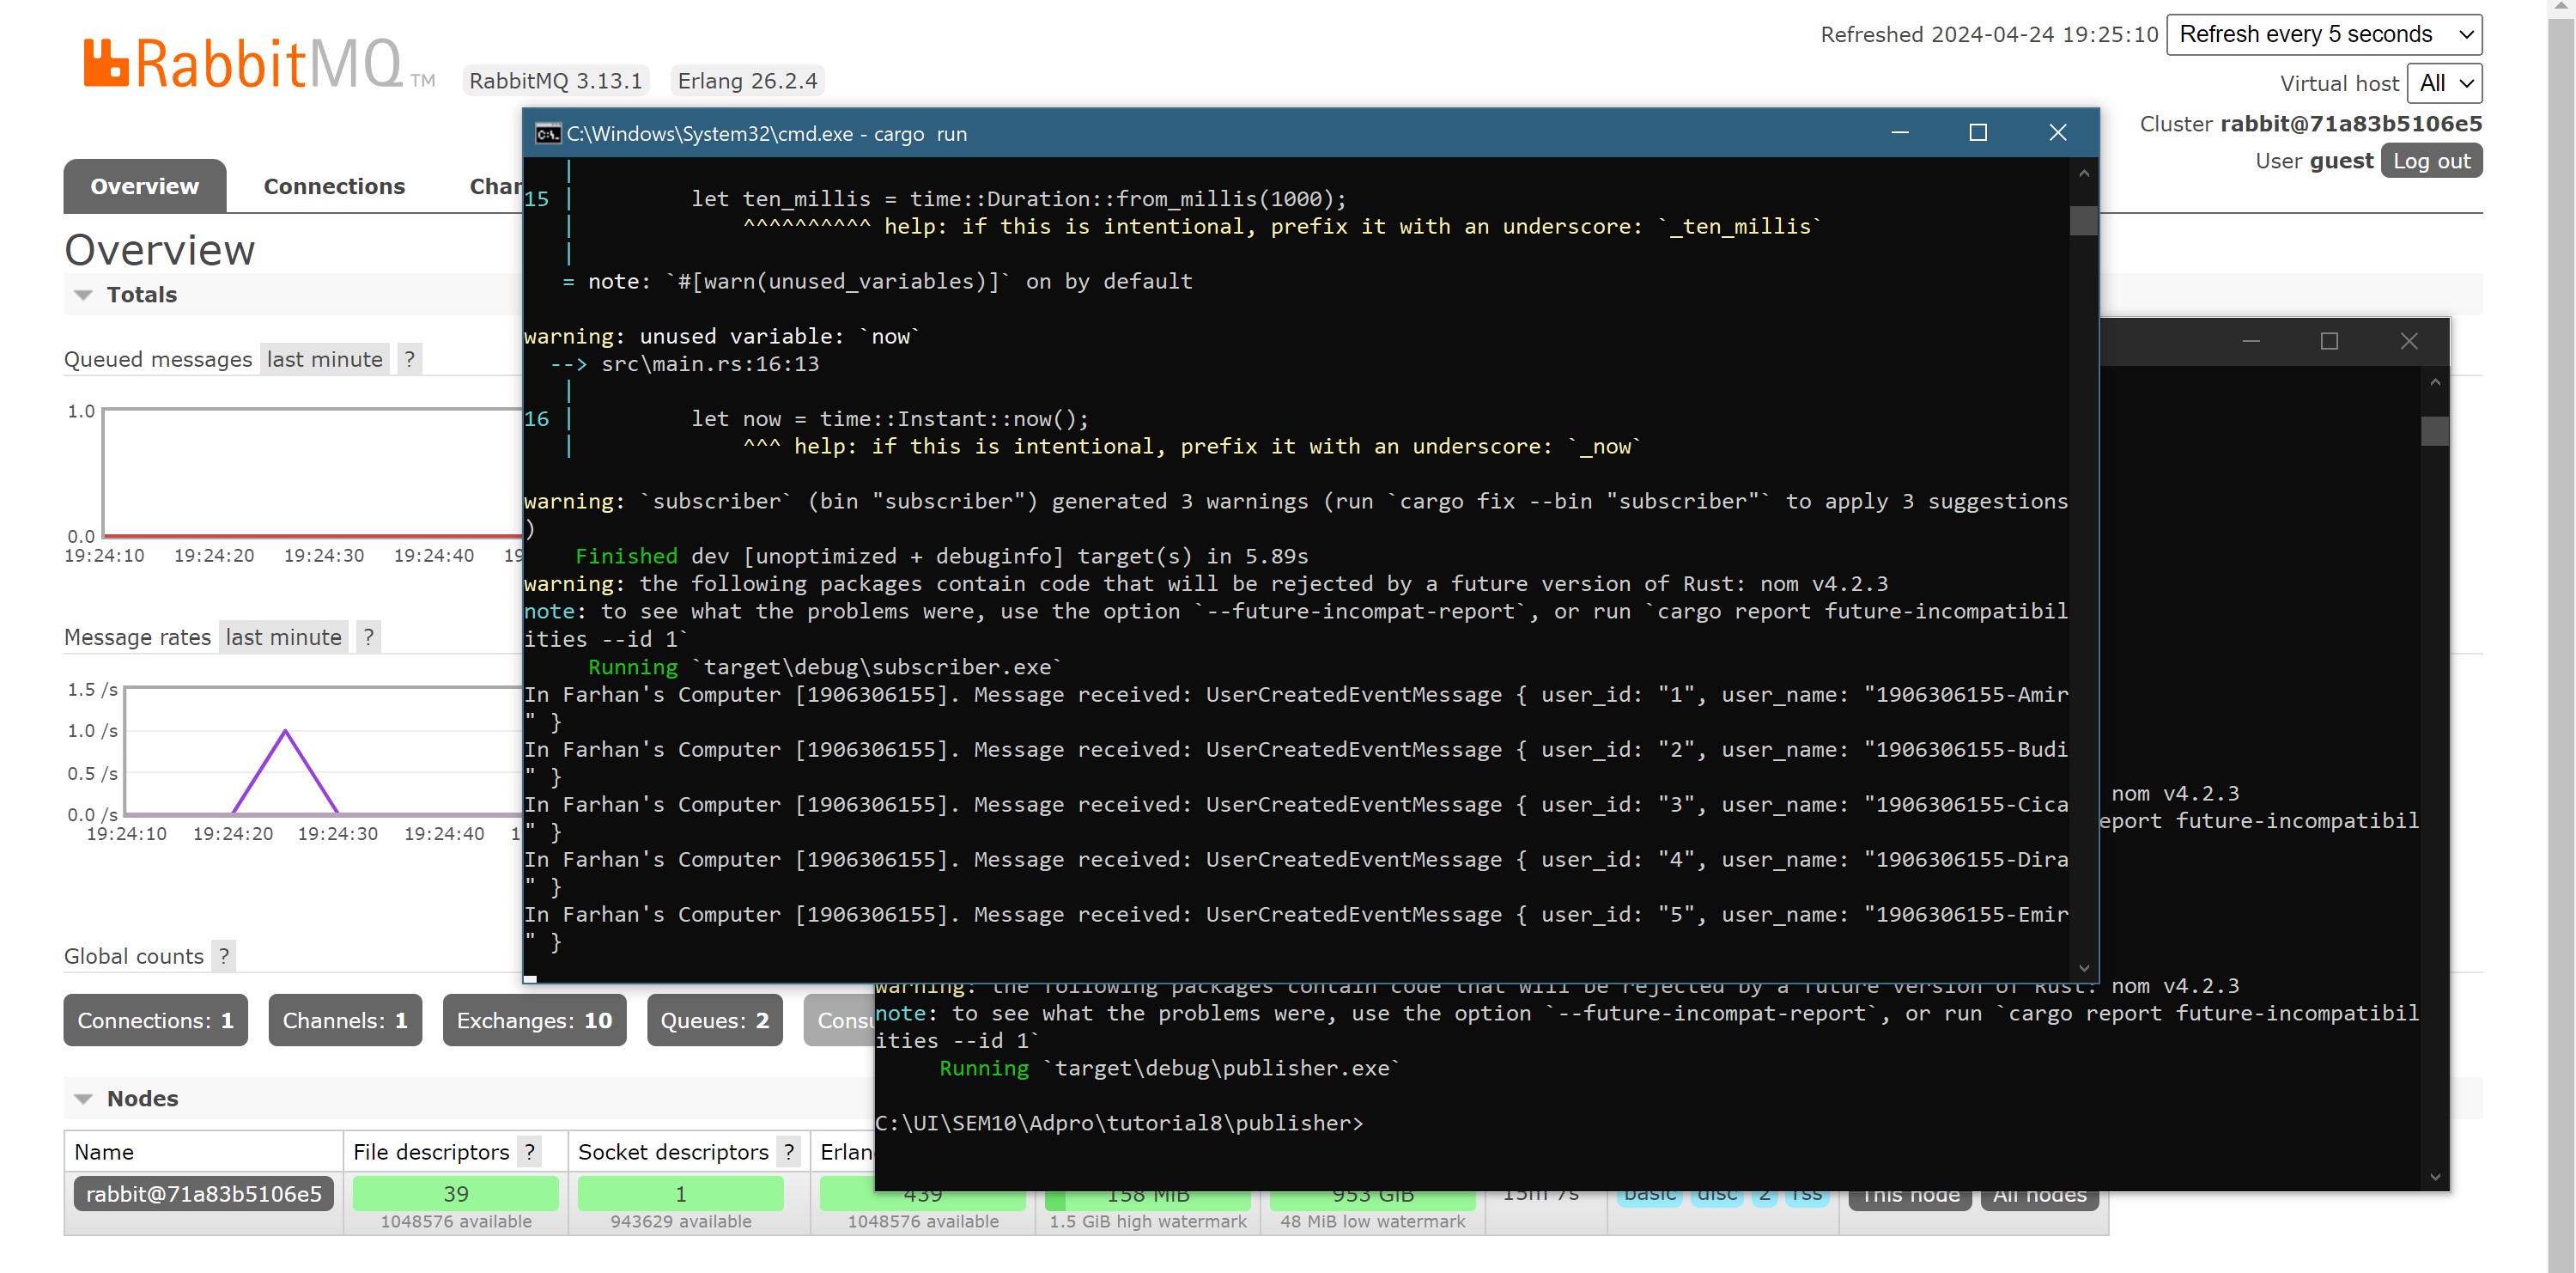 RabbitMQ TM
RabbitMQ 3.13.1 Erlang 26.2.4
Refreshed 2024-04-24 19:25:10 Refresh every 5 seconds
Virtual host All
Cluster rabbit@71a83b5106e5
User guest Log out
Overview Connections Chan
Overview
Totals
Queued messages last minute ?
1.0
0.0
19:24:10 19:24:20 19:24:30 19:24:40 19
Message rates last minute ?
1.5 /s
1.0 /s
0.5 /s
0.0 /s
19:24:10 19:24:20 19:24:30 19:24:40 1
Global counts ?
Connections: 1 Channels: 1 Exchanges: 10 Queues: 2 Consu
Nodes
Name File descriptors ? Socket descriptors ? Erlan
rabbit@71a83b5106e5 39 1 439 158 MiB 953 GiB 15m 7s basic disc 2 rss This node All nodes
1048576 available 943629 available 1048576 available 1.5 GiB high watermark 48 MiB low watermark
C:\Windows\System32\cmd.exe - cargo  run
|
15 |         let ten_millis = time::Duration::from_millis(1000);
|             ^^^^^^^^^^ help: if this is intentional, prefix it with an underscore: `_ten_millis`
|
= note: `#[warn(unused_variables)]` on by default
warning: unused variable: `now`
--> src\main.rs:16:13
|
16 |         let now = time::Instant::now();
|             ^^^ help: if this is intentional, prefix it with an underscore: `_now`
warning: `subscriber` (bin "subscriber") generated 3 warnings (run `cargo fix --bin "subscriber"` to apply 3 suggestions
)
Finished dev [unoptimized + debuginfo] target(s) in 5.89s
warning: the following packages contain code that will be rejected by a future version of Rust: nom v4.2.3
note: to see what the problems were, use the option `--future-incompat-report`, or run `cargo report future-incompatibil
ities --id 1`
Running `target\debug\subscriber.exe`
In Farhan's Computer [1906306155]. Message received: UserCreatedEventMessage { user_id: "1", user_name: "1906306155-Amir
" }
In Farhan's Computer [1906306155]. Message received: UserCreatedEventMessage { user_id: "2", user_name: "1906306155-Budi
" }
In Farhan's Computer [1906306155]. Message received: UserCreatedEventMessage { user_id: "3", user_name: "1906306155-Cica
" }
In Farhan's Computer [1906306155]. Message received: UserCreatedEventMessage { user_id: "4", user_name: "1906306155-Dira
" }
In Farhan's Computer [1906306155]. Message received: UserCreatedEventMessage { user_id: "5", user_name: "1906306155-Emir
" }
nom v4.2.3
eport future-incompatibil
warning: the following packages contain code that will be rejected by a future version of Rust: nom v4.2.3
note: to see what the problems were, use the option `--future-incompat-report`, or run `cargo report future-incompatibil
ities --id 1`
Running `target\debug\publisher.exe`
C:\UI\SEM10\Adpro\tutorial8\publisher>